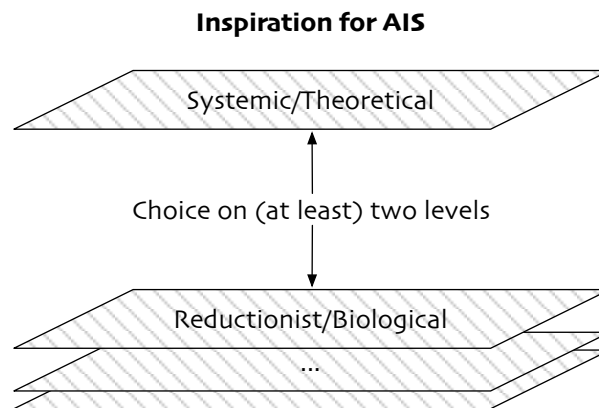 Inspiration for AIS
Systemic/Theoretical
Choice on (at least) two levels
Reductionist/Biological
...